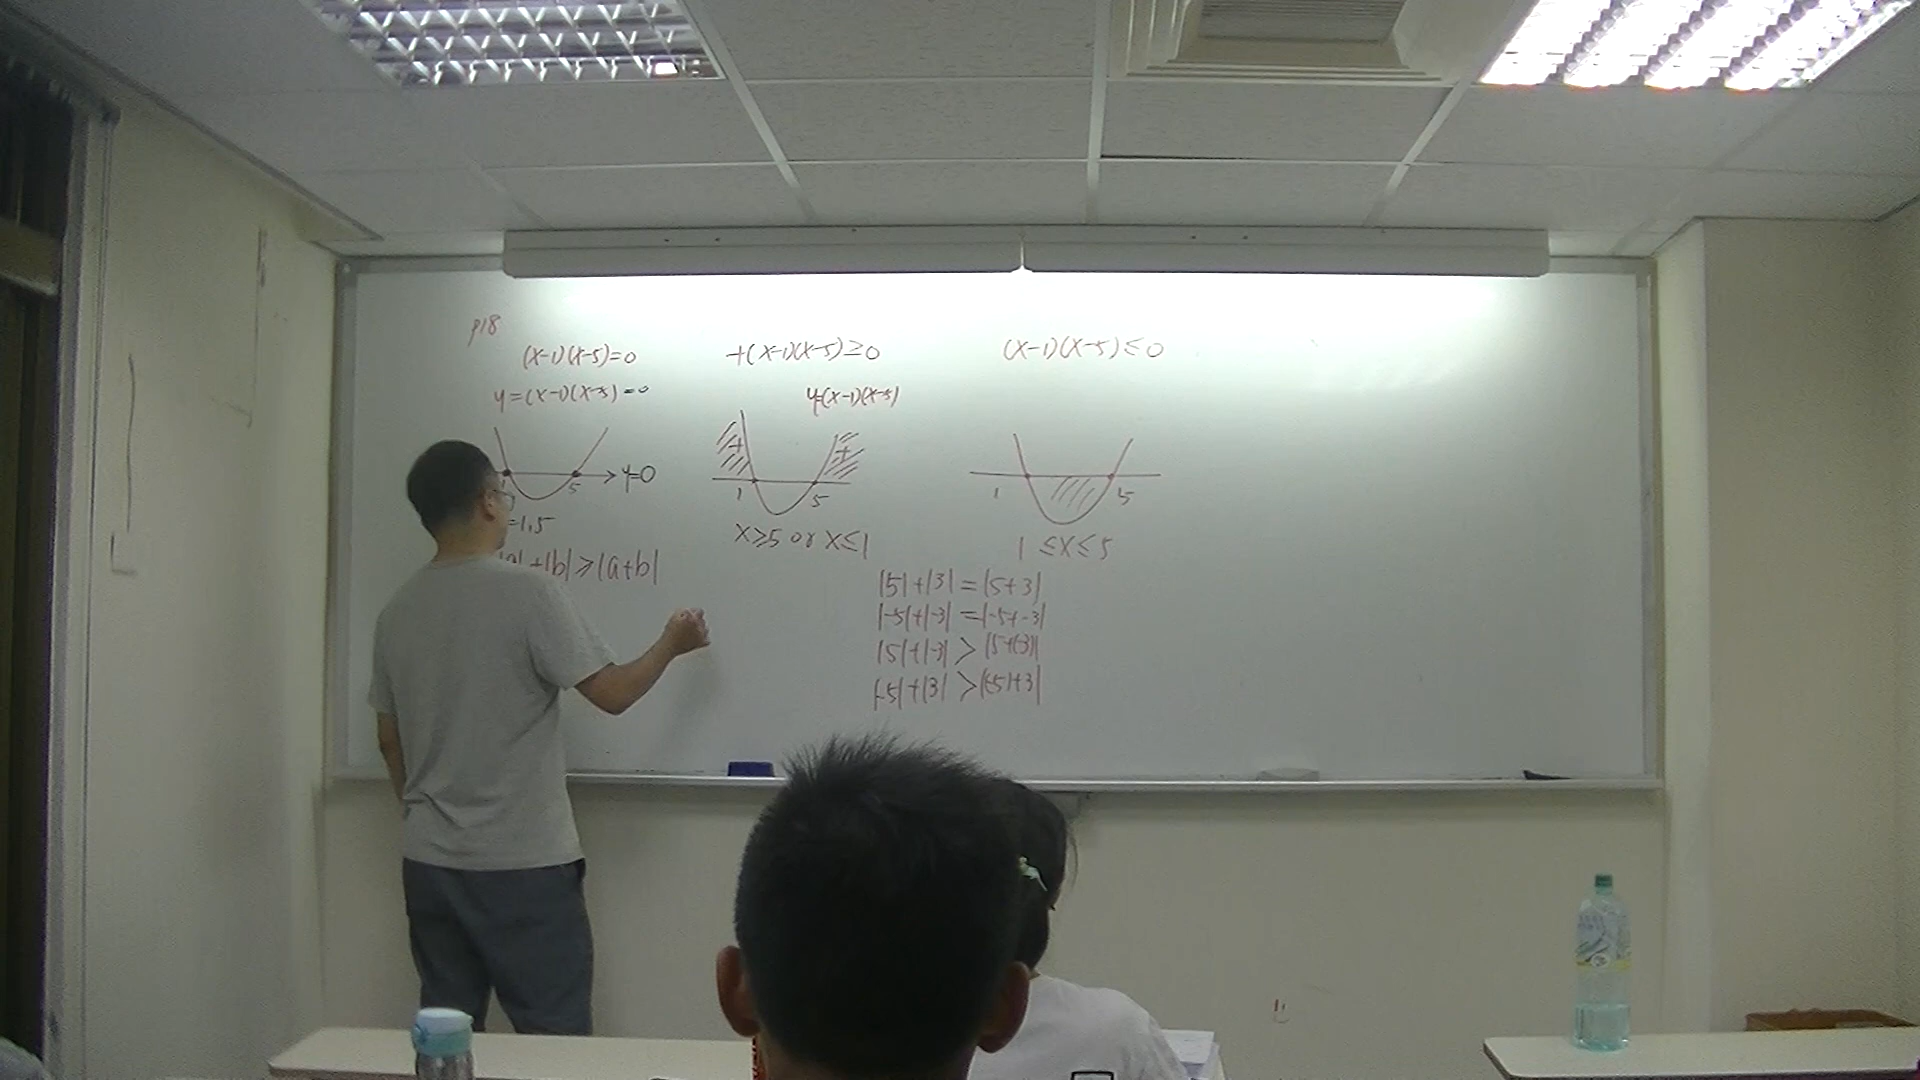 p18
(x-1)(x-5)=0
y=(x-1)(x-5)=0
1 5 y=0
=1,5
|a|+|b|≥|a+b|
+(x-1)(x-5)≥0
y=(x-1)(x-5)
+ +
1 5
x≥5 or x≤1
(x-1)(x-5)≤0
1 5
1≤x≤5
|5|+|3|=|5+3|
|-5|+|-3|=|-5+-3|
|5|+|-3|>|5+(-3)|
|-5|+|3|>|(-5)+3|